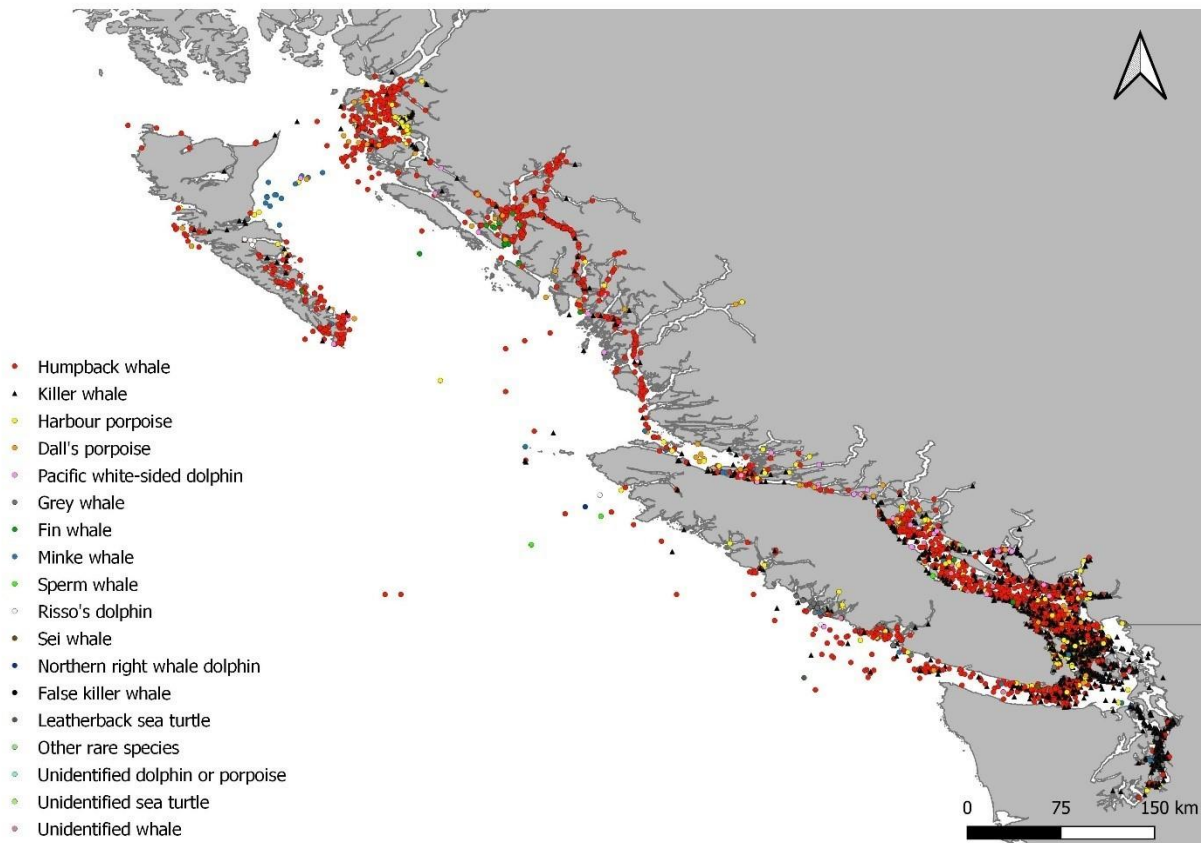 Humpback whale
Killer whale
Harbour porpoise
Dall's porpoise
Pacific white-sided dolphin
Grey whale
Fin whale
Minke whale
Sperm whale
Risso's dolphin
Sei whale
Northern right whale dolphin
False killer whale
Leatherback sea turtle
Other rare species
Unidentified dolphin or porpoise
Unidentified sea turtle
Unidentified whale
0 75 150 km